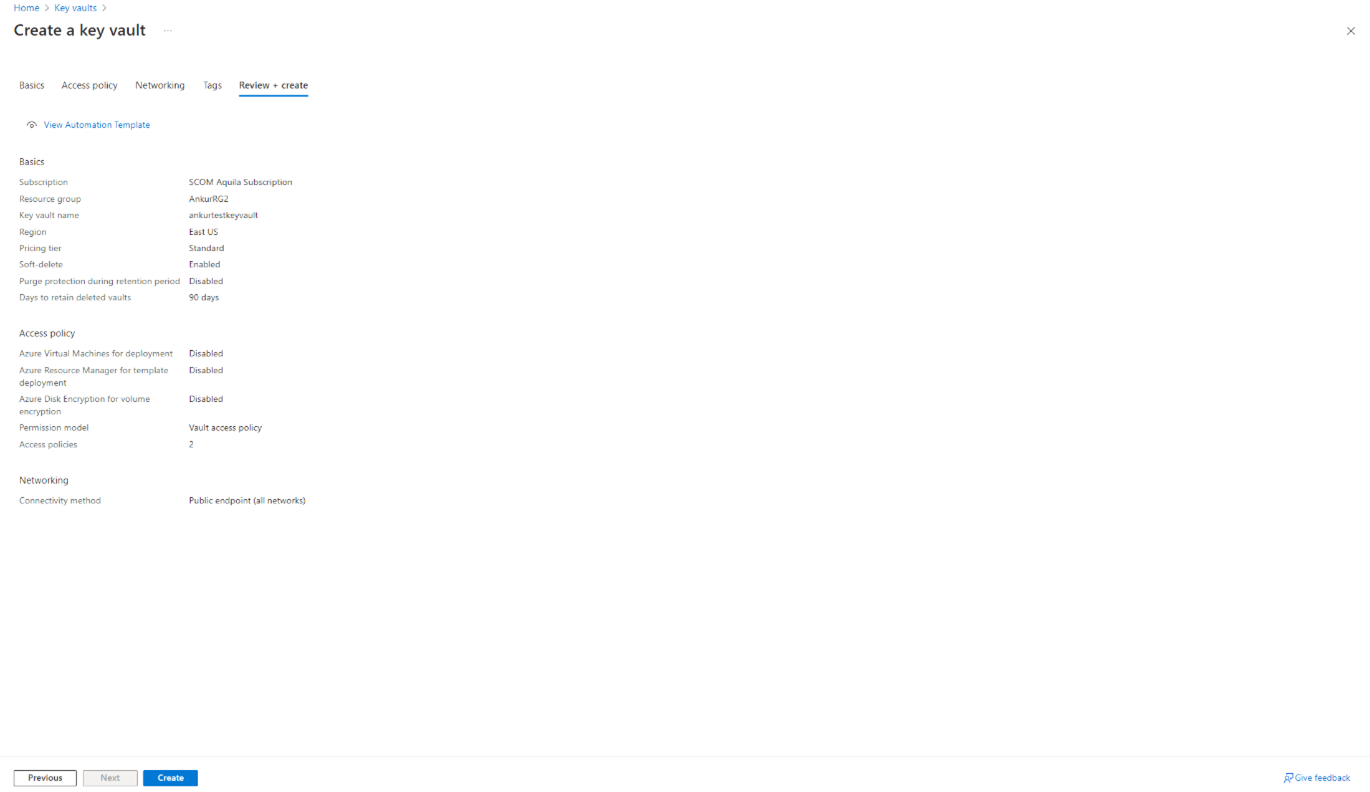 Home > Key vaults >
Create a key vault ...
Basics Access policy Networking Tags Review + create
View Automation Template
Basics
Subscription SCOM Aquila Subscription
Resource group AnkurRG2
Key vault name ankurtestkeyvault
Region East US
Pricing tier Standard
Soft-delete Enabled
Purge protection during retention period Disabled
Days to retain deleted vaults 90 days
Access policy
Azure Virtual Machines for deployment Disabled
Azure Resource Manager for template Disabled
deployment
Azure Disk Encryption for volume Disabled
encryption
Permission model Vault access policy
Access policies 2
Networking
Connectivity method Public endpoint (all networks)
Previous Next Create Give feedback